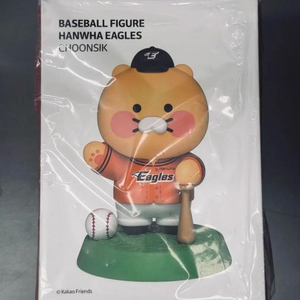 BASEBALL FIGURE
HANWHA EAGLES
CHOONSIK
E
Eagles
© Kakao Friends